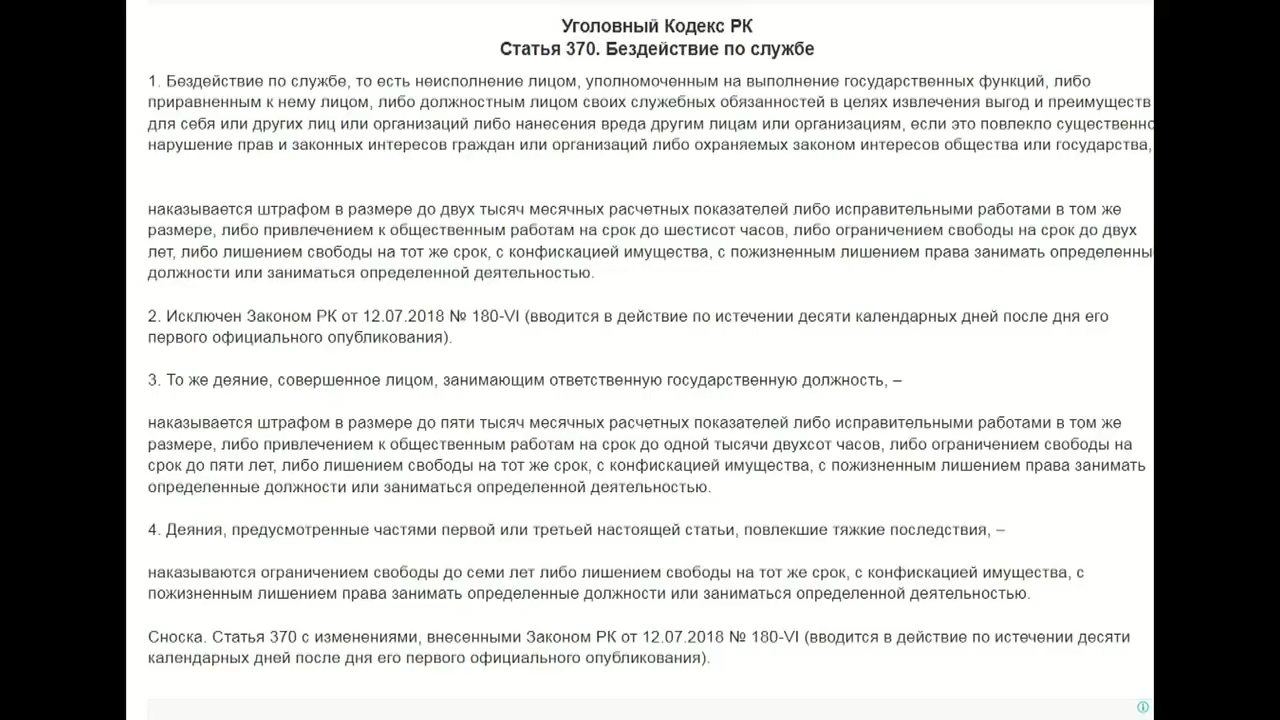 Уголовный Кодекс РК
Статья 370. Бездействие по службе
1. Бездействие по службе, то есть неисполнение лицом, уполномоченным на выполнение государственных функций, либо
приравненным к нему лицом, либо должностным лицом своих служебных обязанностей в целях извлечения выгод и преимуществ
для себя или других лиц или организаций либо нанесения вреда другим лицам или организациям, если это повлекло существенно
нарушение прав и законных интересов граждан или организаций либо охраняемых законом интересов общества или государства,
наказывается штрафом в размере до двух тысяч месячных расчетных показателей либо исправительными работами в том же
размере, либо привлечением к общественным работам на срок до шестисот часов, либо ограничением свободы на срок до двух
лет, либо лишением свободы на тот же срок, с конфискацией имущества, с пожизненным лишением права занимать определенны
должности или заниматься определенной деятельностью.
2. Исключен Законом РК от 12.07.2018 № 180-VI (вводится в действие по истечении десяти календарных дней после дня его
первого официального опубликования).
3. То же деяние, совершенное лицом, занимающим ответственную государственную должность, –
наказывается штрафом в размере до пяти тысяч месячных расчетных показателей либо исправительными работами в том же
размере, либо привлечением к общественным работам на срок до одной тысячи двухсот часов, либо ограничением свободы на
срок до пяти лет, либо лишением свободы на тот же срок, с конфискацией имущества, с пожизненным лишением права занимать
определенные должности или заниматься определенной деятельностью.
4. Деяния, предусмотренные частями первой или третьей настоящей статьи, повлекшие тяжкие последствия, –
наказываются ограничением свободы до семи лет либо лишением свободы на тот же срок, с конфискацией имущества, с
пожизненным лишением права занимать определенные должности или заниматься определенной деятельностью.
Сноска. Статья 370 с изменениями, внесенными Законом РК от 12.07.2018 № 180-VI (вводится в действие по истечении десяти
календарных дней после дня его первого официального опубликования).